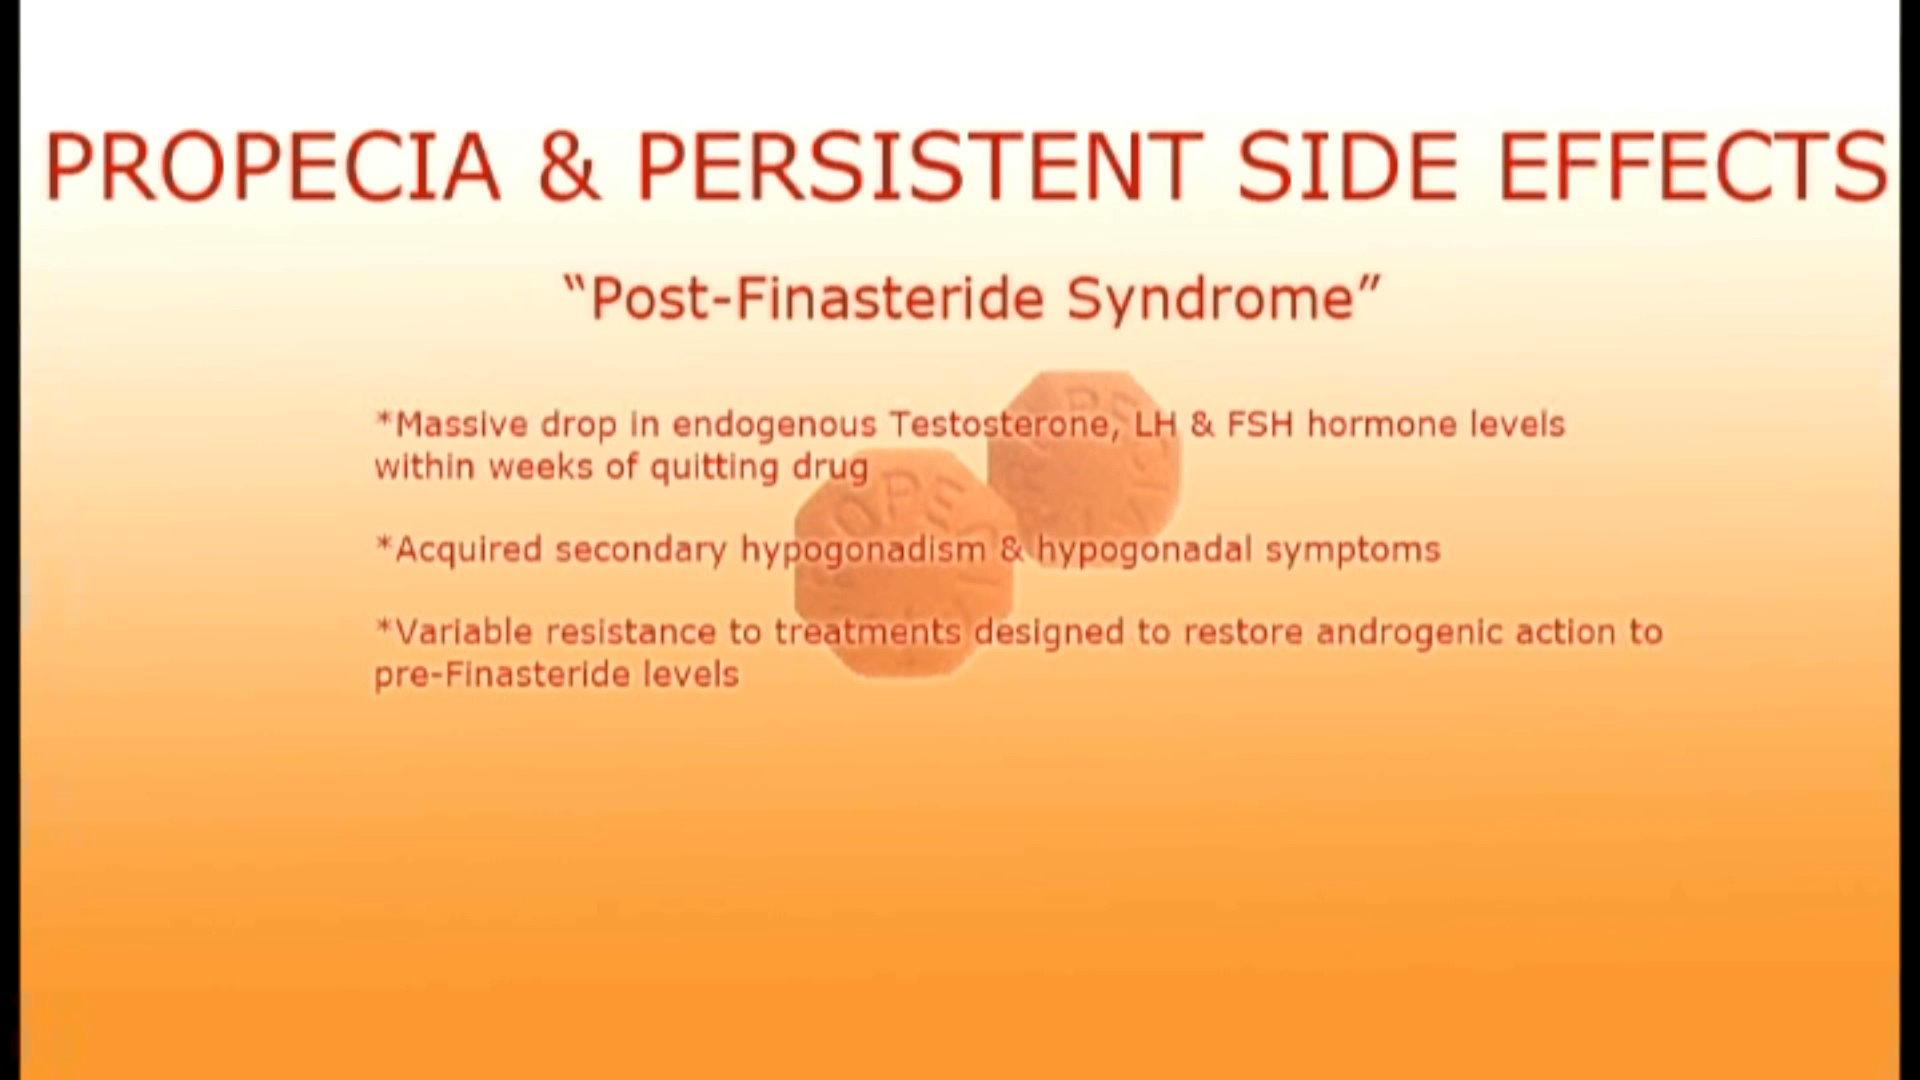 PROPECIA & PERSISTENT SIDE EFFECTS
“Post-Finasteride Syndrome”
*Massive drop in endogenous Testosterone, LH & FSH hormone levels
within weeks of quitting drug
*Acquired secondary hypogonadism & hypogonadal symptoms
*Variable resistance to treatments designed to restore androgenic action to
pre-Finasteride levels